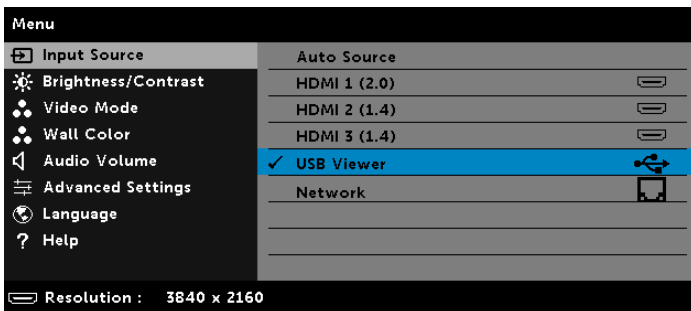 Menu
Input Source
Brightness/Contrast
Video Mode
Wall Color
Audio Volume
Advanced Settings
Language
? Help
Auto Source
HDMI 1 (2.0)
HDMI 2 (1.4)
HDMI 3 (1.4)
✓ USB Viewer
Network
Resolution : 3840 x 2160